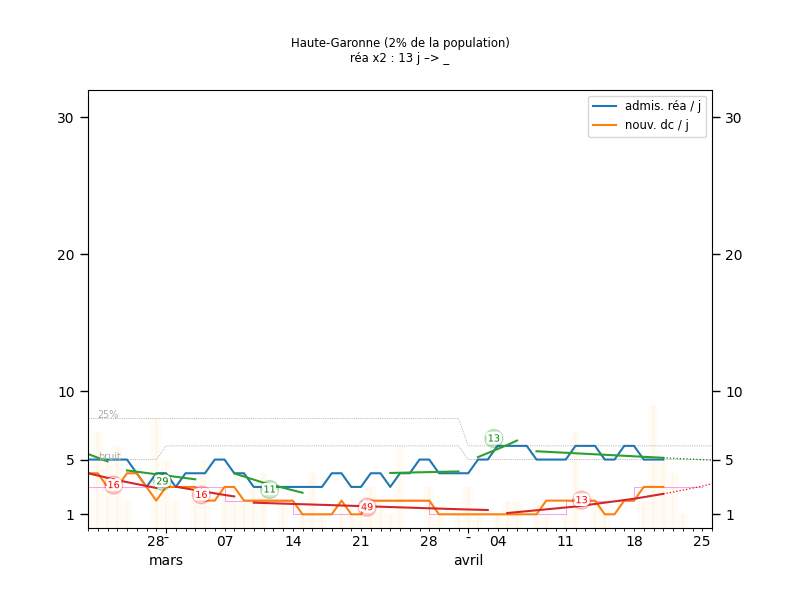 Haute-Garonne (2% de la population)
réa x2 : 13 j –> _
admis. réa / j
nouv. dc / j
30
30
20
20
10
10
25%
5
bruit
5
13
16
29
16
11
49
13
1
1
28 07 14 21 28 04 11 18 25
mars avril